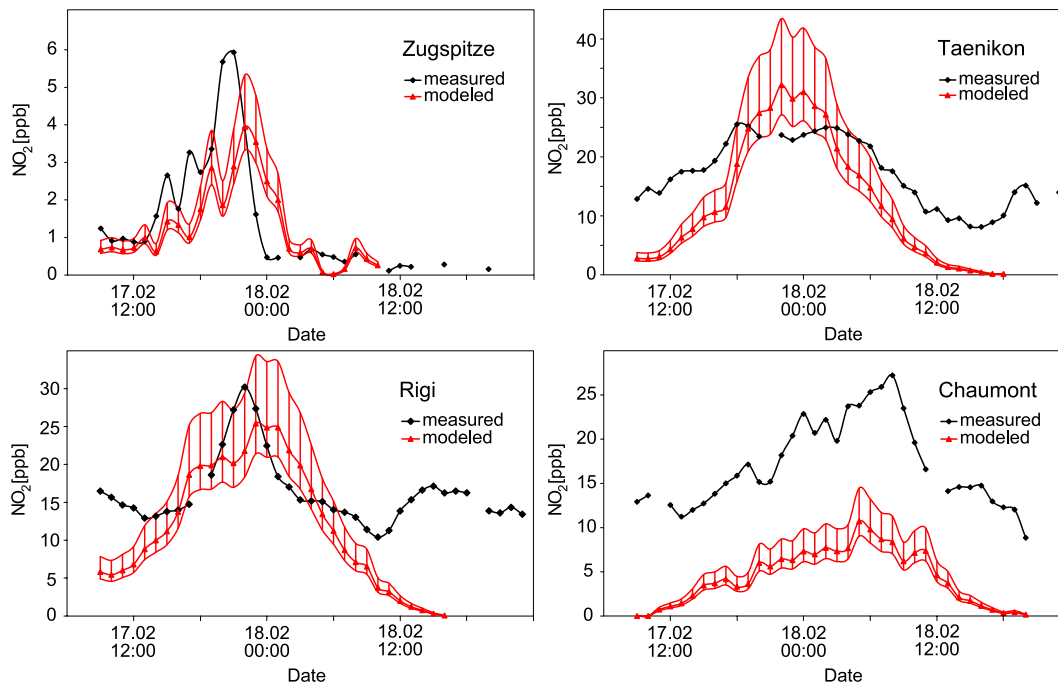 Zugspitze
measured
modeled
NO2[ppb]
6
5
4
3
2
1
0
17.02 18.02 18.02
12:00 00:00 12:00
Date
Taenikon
measured
modeled
NO2[ppb]
40
30
20
10
0
17.02 18.02 18.02
12:00 00:00 12:00
Date
Rigi
measured
modeled
NO2[ppb]
30
25
20
15
10
5
0
17.02 18.02 18.02
12:00 00:00 12:00
Date
Chaumont
measured
modeled
NO2[ppb]
25
20
15
10
5
0
17.02 18.02 18.02
12:00 00:00 12:00
Date